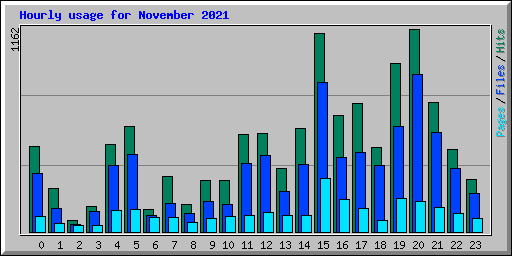 Hourly usage for November 2021
1162
Pages/Files/Hits
0 1 2 3 4 5 6 7 8 9 10 11 12 13 14 15 16 17 18 19 20 21 22 23